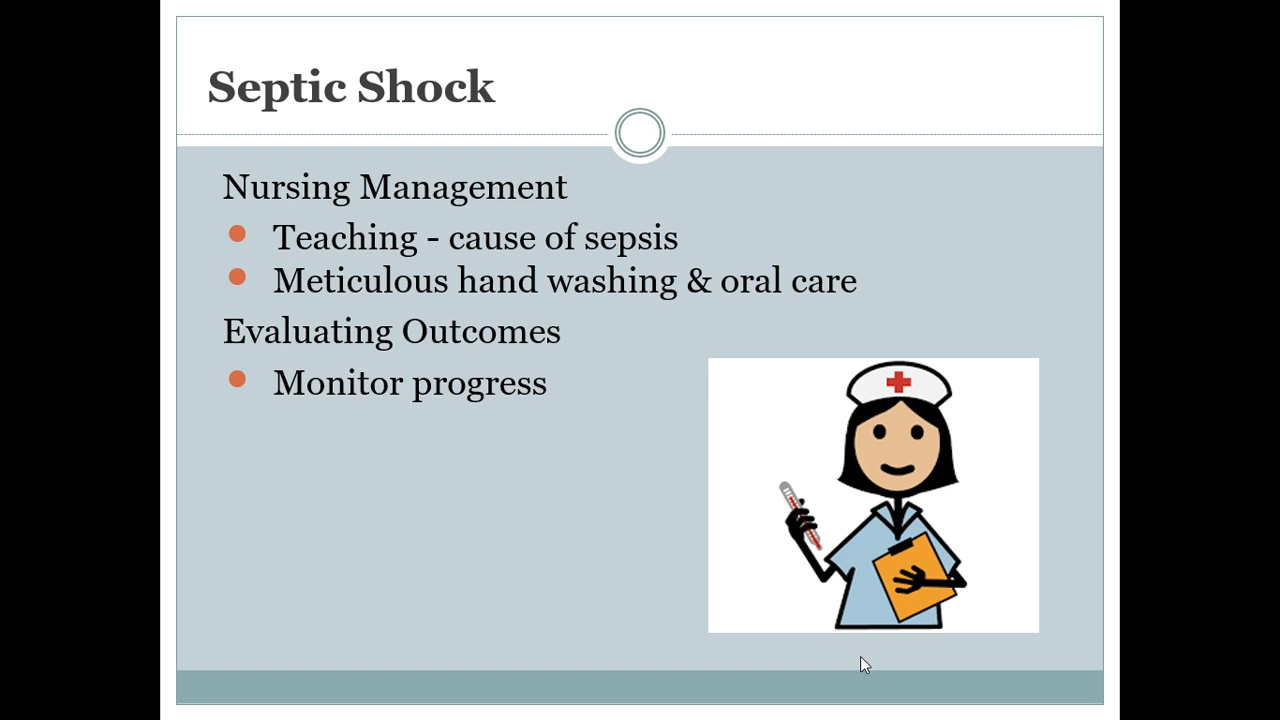 Septic Shock
Nursing Management
Teaching - cause of sepsis
Meticulous hand washing & oral care
Evaluating Outcomes
Monitor progress